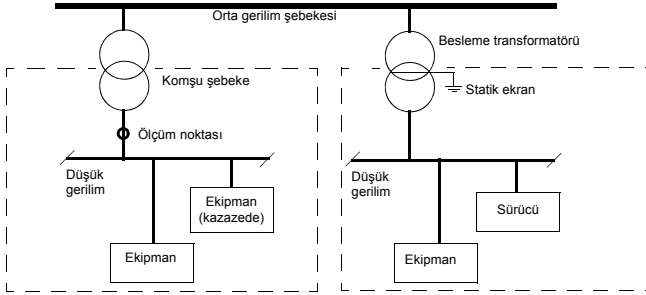 Orta gerilim şebekesi
Besleme transformatörü
Komşu şebeke
Statik ekran
Ölçüm noktası
Düşük
gerilim
Ekipman
(kazazede)
Ekipman
Düşük
gerilim
Sürücü
Ekipman